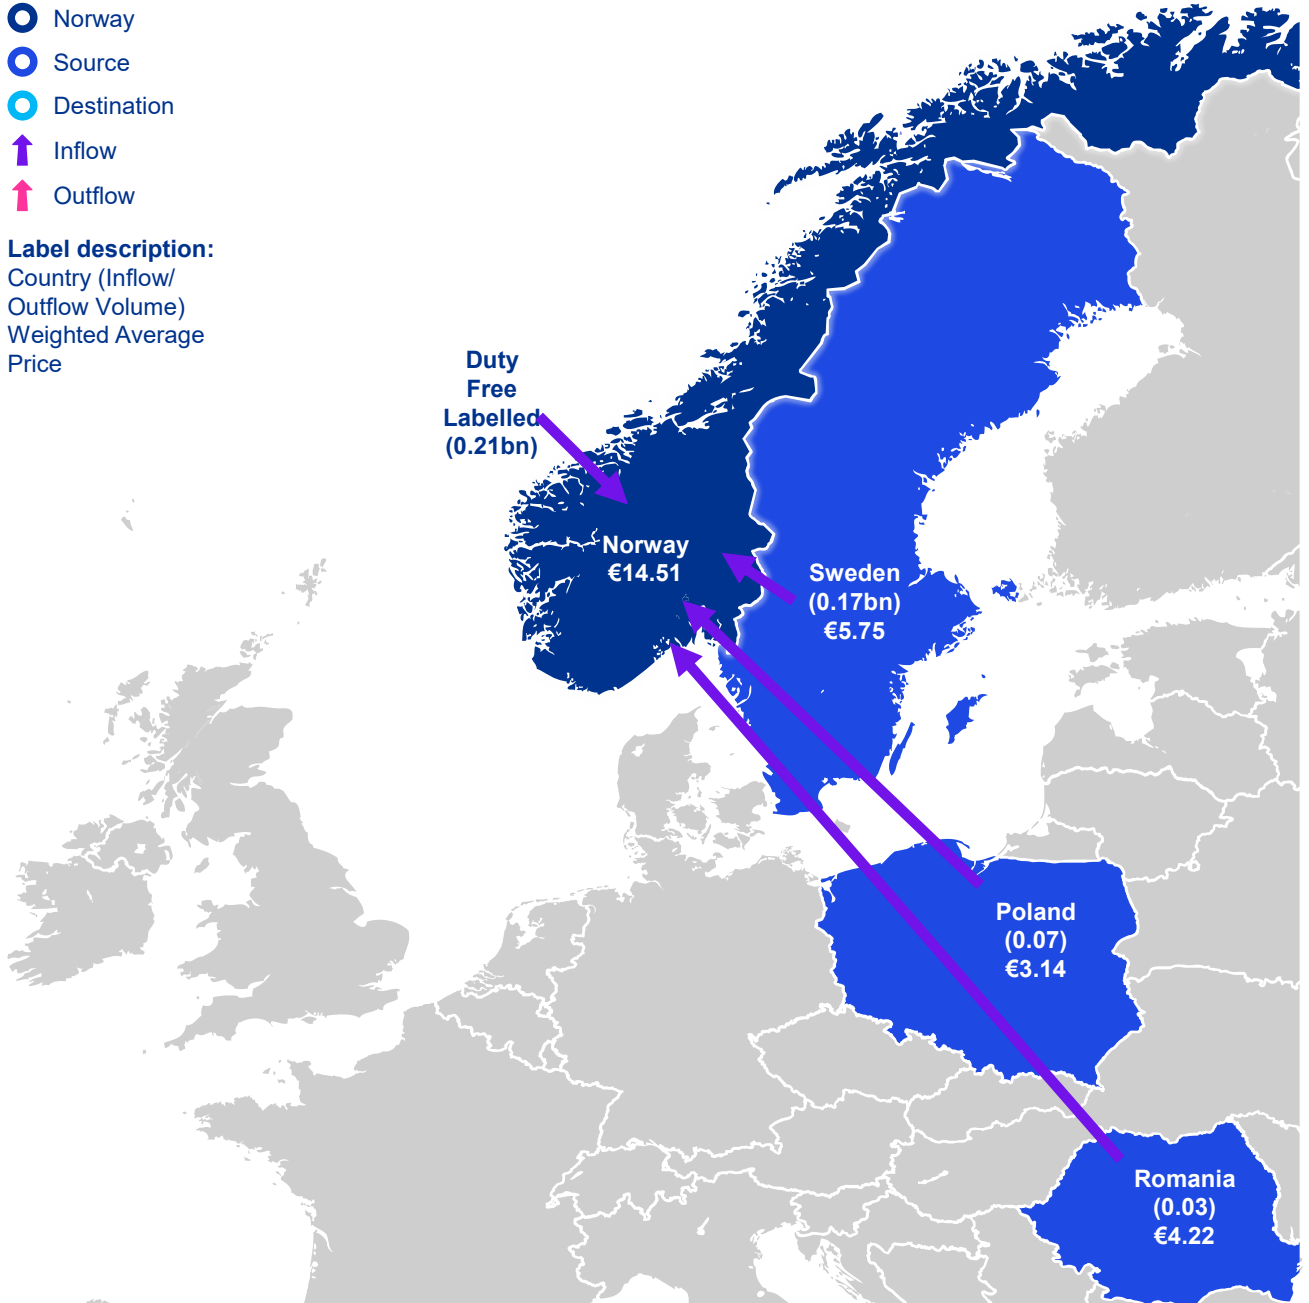 Norway
Source
Destination
Inflow
Outflow
Label description:
Country (Inflow/
Outflow Volume)
Weighted Average
Price
Duty
Free
Labelled
(0.21bn)
Norway
€14.51
Sweden
(0.17bn)
€5.75
Poland
(0.07)
€3.14
Romania
(0.03)
€4.22